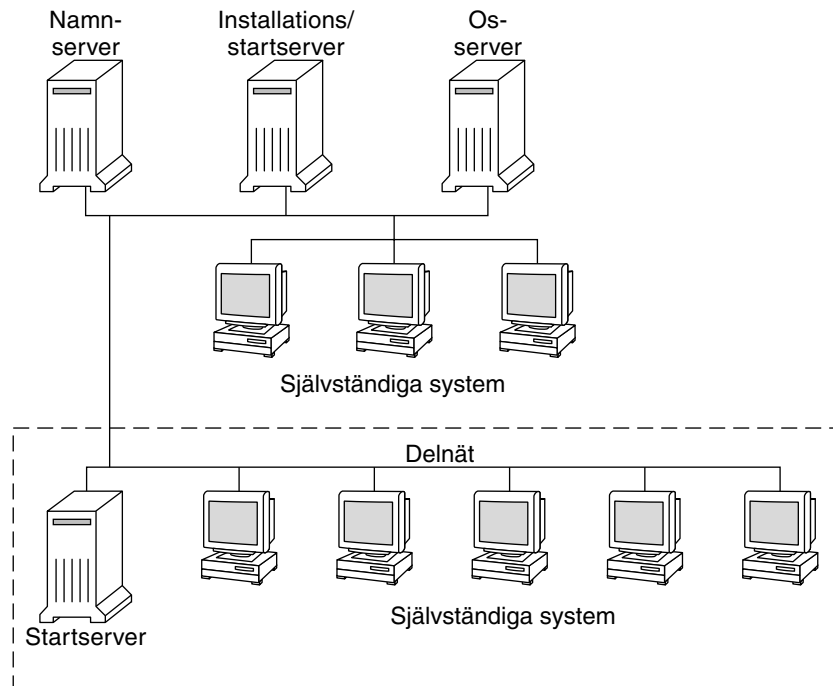 Namn-
server
Installations/
startserver
Os-
server
Självständiga system
Delnät
Startserver
Självständiga system